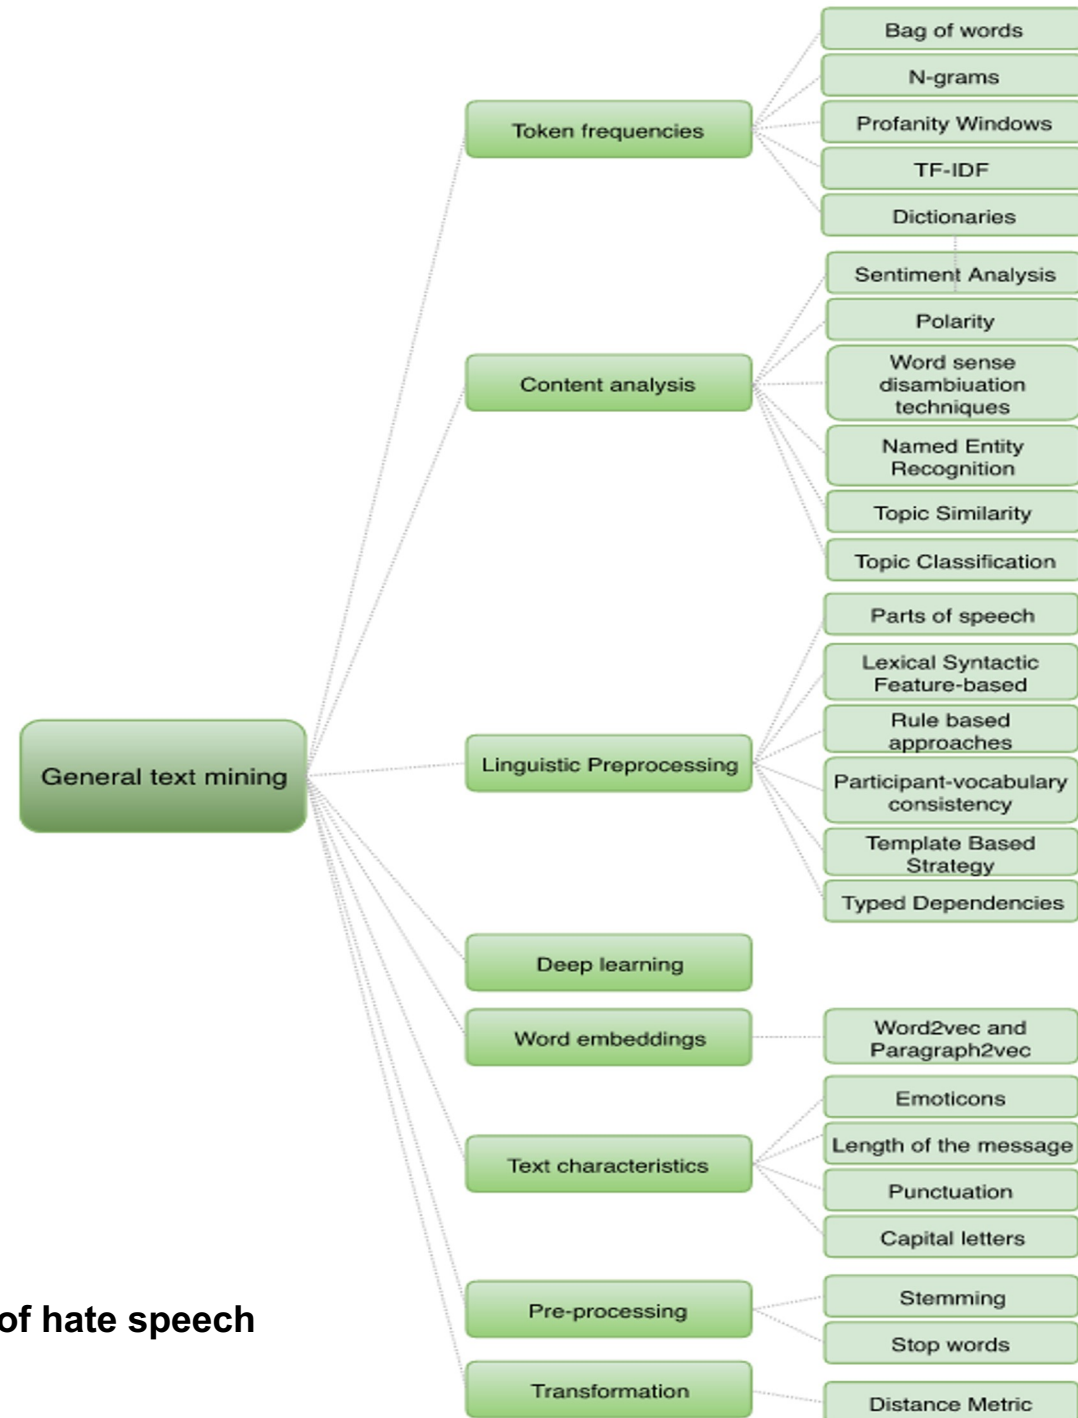 Bag of words
N-grams
Token frequencies
Profanity Windows
TF-IDF
Dictionaries
Sentiment Analysis
Polarity
Content analysis
Word sense
disambiuation
techniques
Named Entity
Recognition
Topic Similarity
Topic Classification
Parts of speech
Lexical Syntactic
Feature-based
Rule based
approaches
General text mining
Linguistic Preprocessing
Participant-vocabulary
consistency
Template Based
Strategy
Typed Dependencies
Deep learning
Word embeddings
Word2vec and
Paragraph2vec
Emoticons
Length of the message
Text characteristics
Punctuation
Capital letters
of hate speech
Pre-processing
Stemming
Stop words
Transformation
Distance Metric